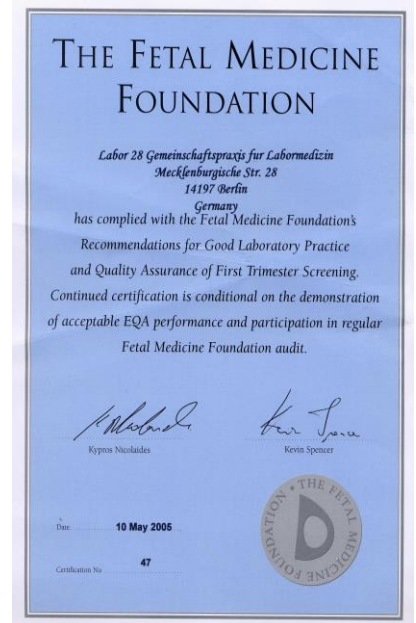 THE FETAL MEDICINE
FOUNDATION
Labor 28 Gemeinschaftspraxis fur Labormedizin
Mecklenburgische Str. 28
14197 Berlin
Germany
has complied with the Fetal Medicine Foundation's
Recommendations for Good Laboratory Practice
and Quality Assurance of First Trimester Screening.
Continued certification is conditional on the demonstration
of acceptable EQA performance and participation in regular
Fetal Medicine Foundation audit.
Kypros Nicolaides
Kevin Spencer
Date 10 May 2005
Certification No 47
THE FETAL MEDICINE FOUNDATION